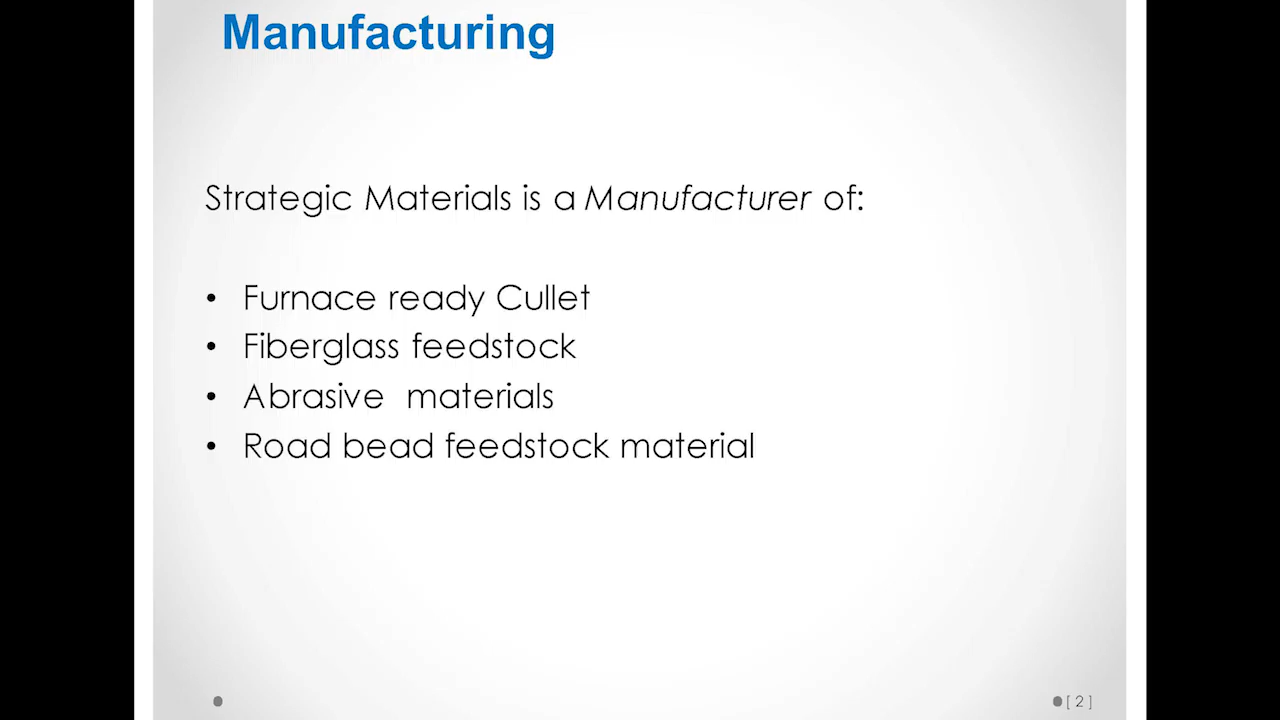 Manufacturing
Strategic Materials is a Manufacturer of:
• Furnace ready Cullet
• Fiberglass feedstock
• Abrasive materials
• Road bead feedstock material
[ 2 ]